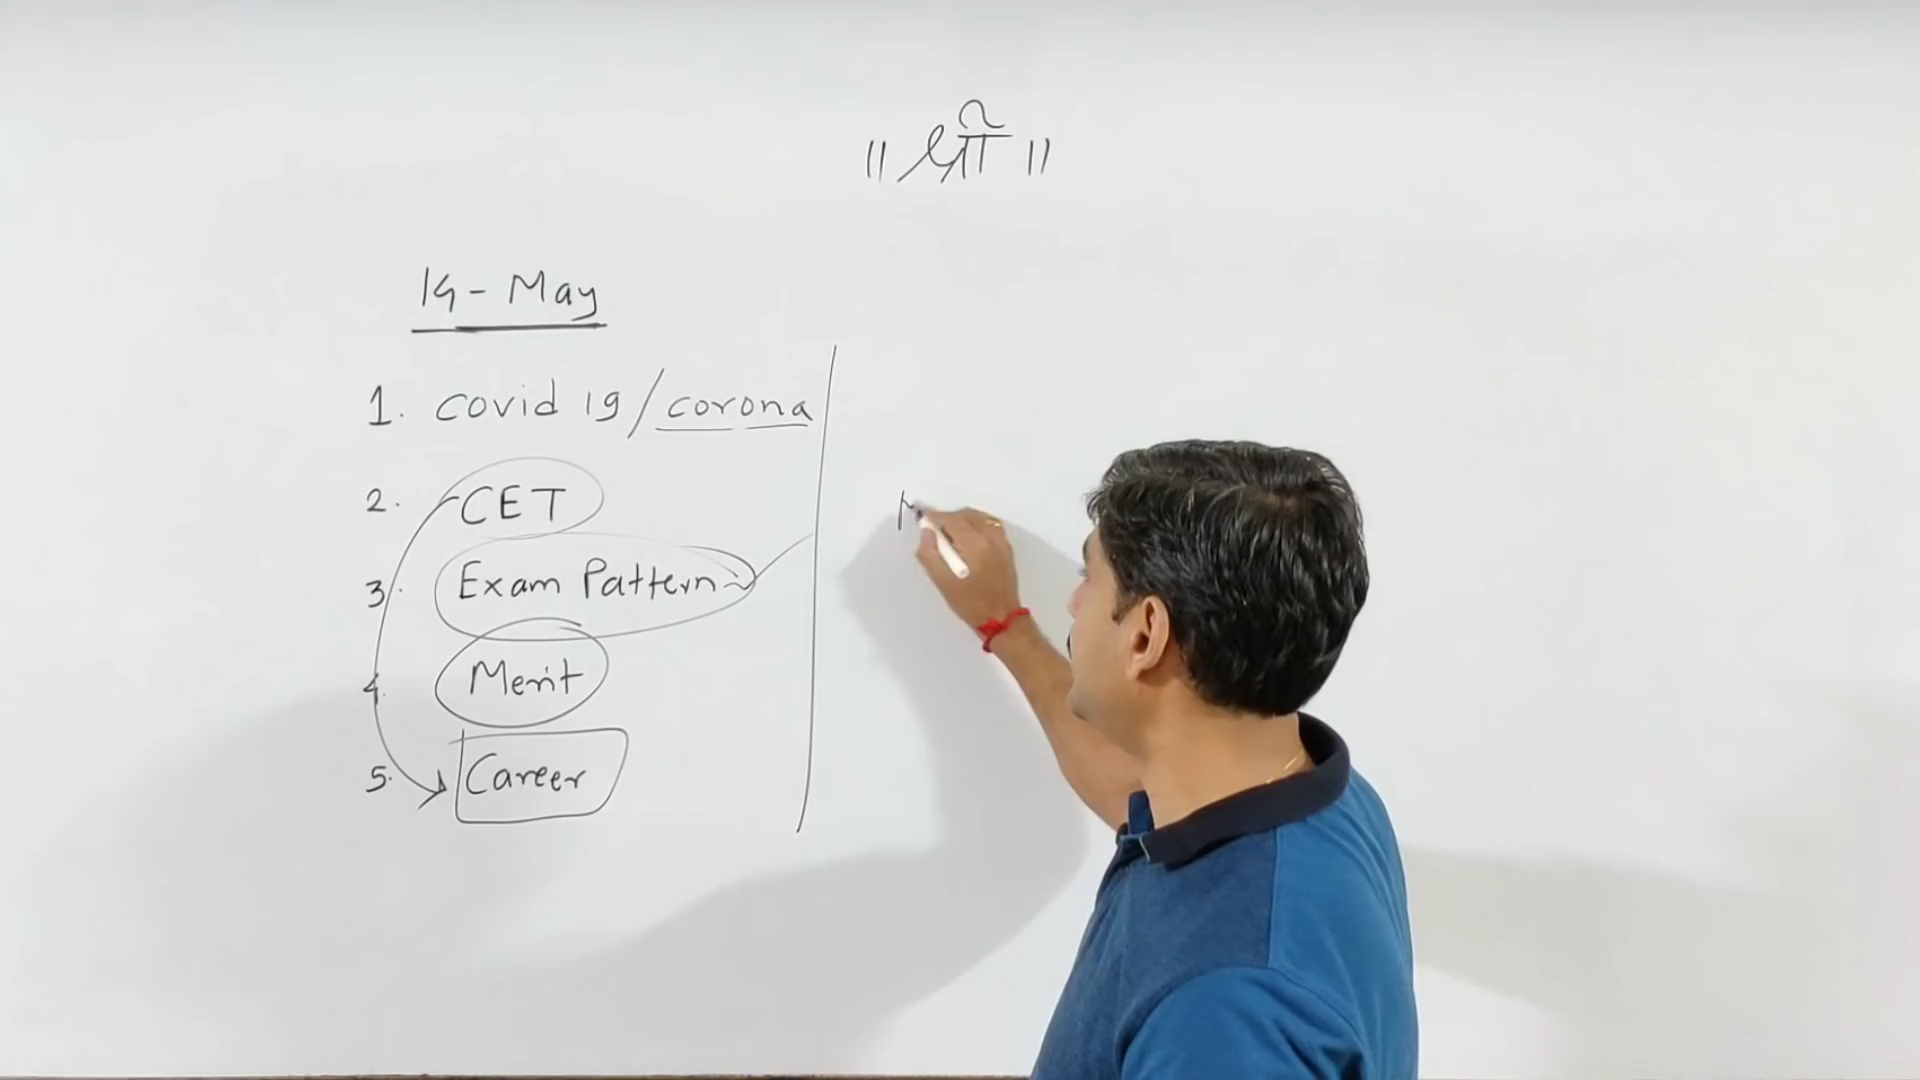 ॥ श्री ॥
14 - May
1. Covid 19 / corona
2. CET
3. Exam Pattern
4. Merit
5. Career